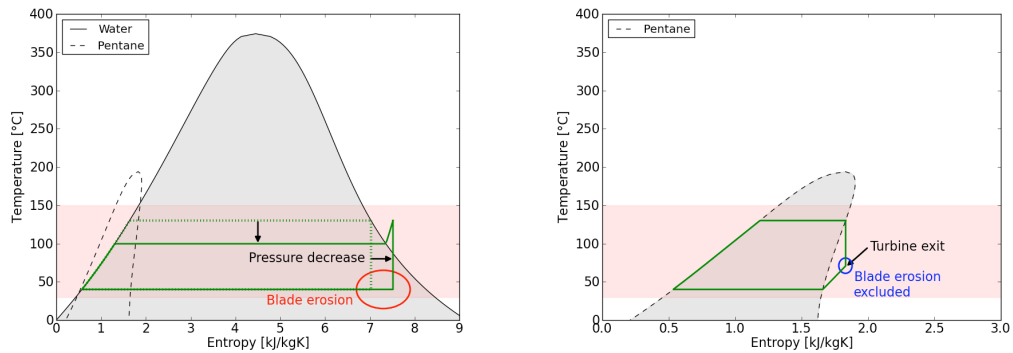 400
350
300
250
200
150
100
50
0
Temperature [°C]
Water
Pentane
Pressure decrease
Blade erosion
0 1 2 3 4 5 6 7 8 9
Entropy [kJ/kgK]
400
350
300
250
200
150
100
50
0
Temperature [°C]
Pentane
Turbine exit
Blade erosion
excluded
0.0 0.5 1.0 1.5 2.0 2.5 3.0
Entropy [kJ/kgK]